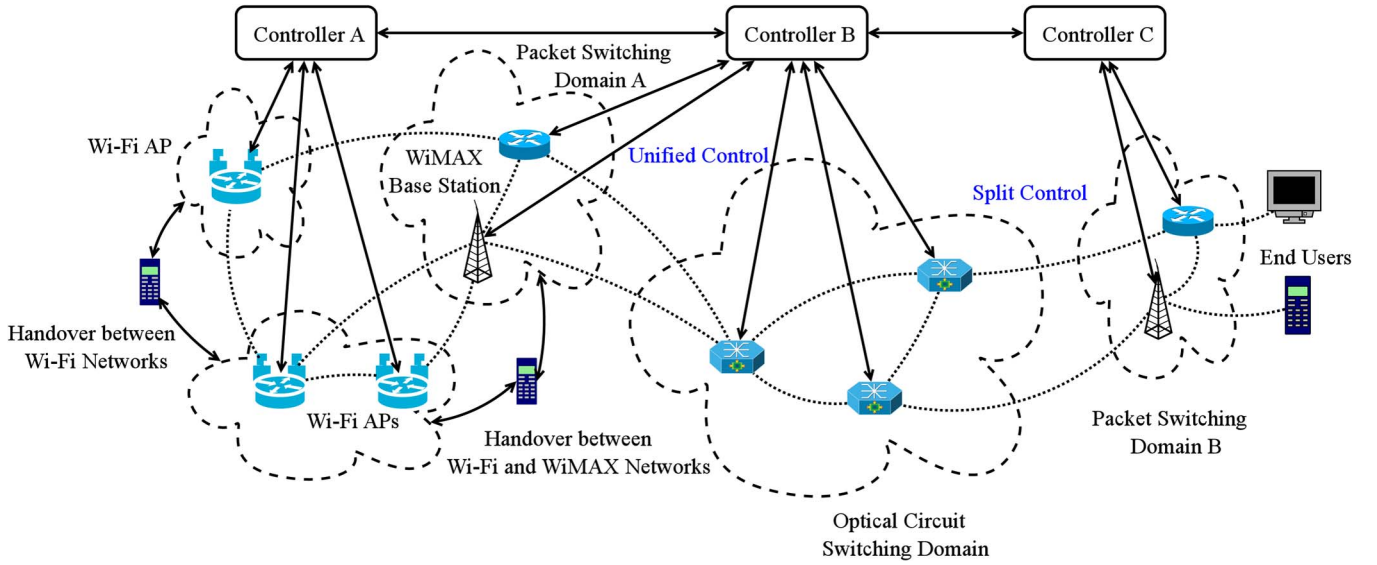 Controller A
Controller B
Controller C
Packet Switching
Domain A
Wi-Fi AP
WiMAX
Base Station
Unified Control
Split Control
End Users
Handover between
Wi-Fi Networks
Wi-Fi APs
Handover between
Wi-Fi and WiMAX Networks
Packet Switching
Domain B
Optical Circuit
Switching Domain